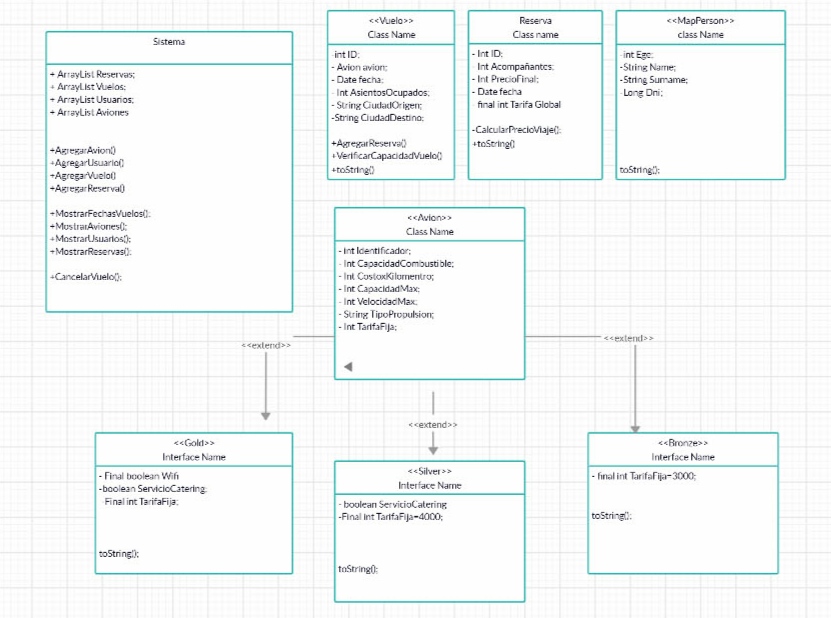 Sistema
+ ArrayList Reservas;
+ ArrayList Vuelos;
+ ArrayList Usuarios;
+ ArrayList Aviones
+AgregarAvion()
+AgregarUsuario()
+AgregarVuelo()
+AgregarReserva()
+MostrarFechasVuelos();
+MostrarAviones();
+MostrarUsuarios();
+MostrarReservas();
+CancelarVuelo();
<<Vuelo>>
Class Name
-int ID;
- Avion avion;
- Date fecha;
- Int AsientosOcupados;
- String CiudadOrigen;
-String CiudadDestino;
+AgregarReserva()
+VerificarCapacidadVuelo()
+toString()
Reserva
Class name
- Int ID;
- Int Acompañantes;
- Int PrecioFinal;
- Date fecha
final int Tarifa Global
-CalcularPrecioViaje();
+toString()
<<MapPerson>>
class Name
-int Ege;
-String Name;
-String Surname;
-Long Dni;
toString();
<<Avion>>
Class Name
- int Identificador;
- Int CapacidadCombustible;
- Int CostoxKilomentro;
- Int CapacidadMax;
- Int VelocidadMax;
- String TipoPropulsion;
- Int TarifaFija;
<<extend>>
<<extend>>
<<extend>>
<<Gold>>
Interface Name
- Final boolean Wifi
-boolean ServicioCatering;
-Final int TarifaFija;
toString();
<<Silver>>
Interface Name
- boolean ServicioCatering
-Final int TarifaFija=4000;
toString();
<<Bronze>>
Interface Name
- final int TarifaFija=3000;
toString();